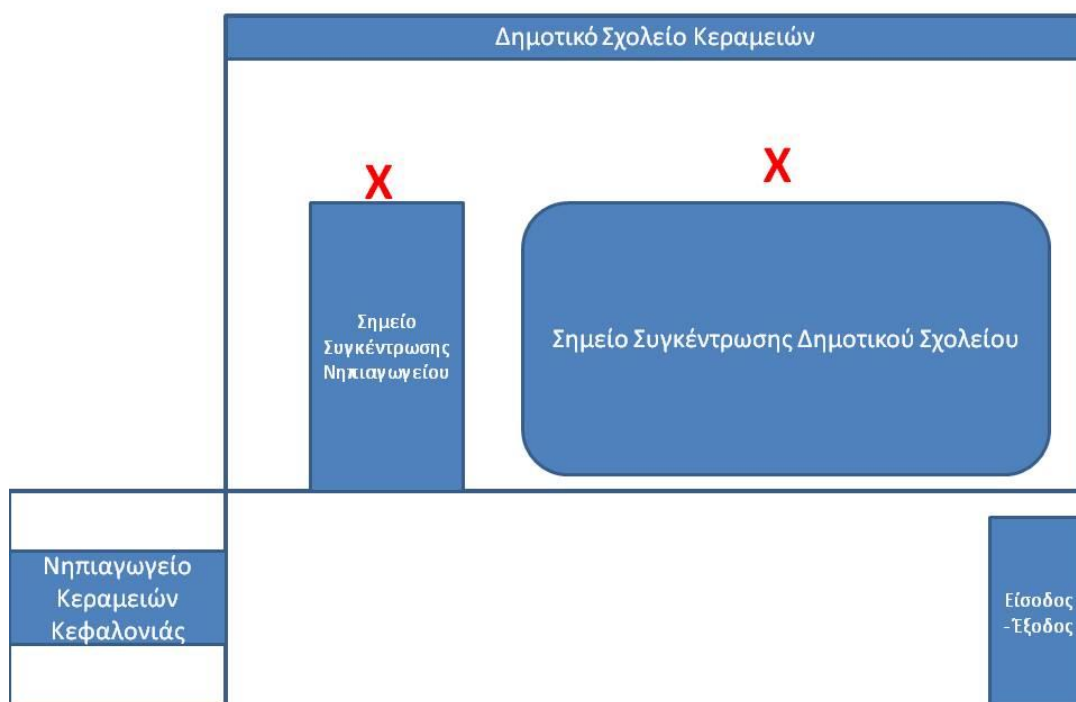 Δημοτικό Σχολείο Κεραμειών
X
X
Σημείο
Συγκέντρωσης
Νηπιαγωγείου
Σημείο Συγκέντρωσης Δημοτικού Σχολείου
Νηπιαγωγείο
Κεραμειών
Κεφαλονιάς
Είσοδος
-Έξοδος